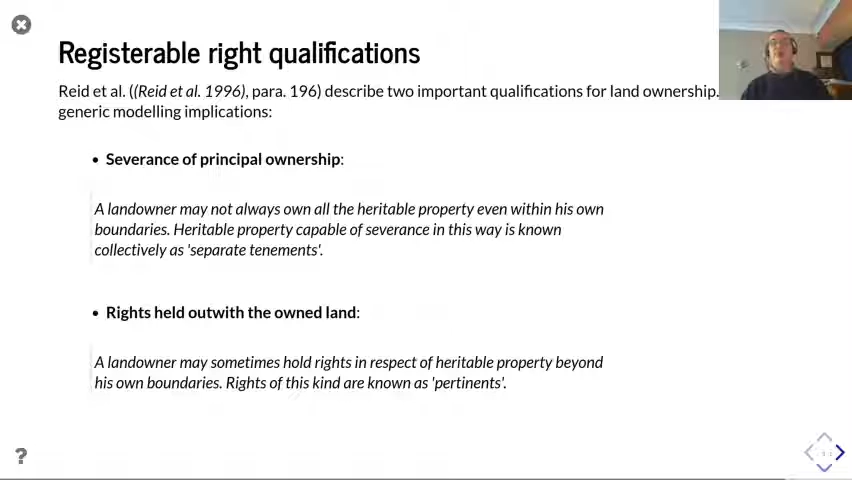 Registerable right qualifications
Reid et al. ((Reid et al. 1996), para. 196) describe two important qualifications for land ownership.
generic modelling implications:
• Severance of principal ownership:
A landowner may not always own all the heritable property even within his own
boundaries. Heritable property capable of severance in this way is known
collectively as 'separate tenements'.
• Rights held outwith the owned land:
A landowner may sometimes hold rights in respect of heritable property beyond
his own boundaries. Rights of this kind are known as 'pertinents'.
?